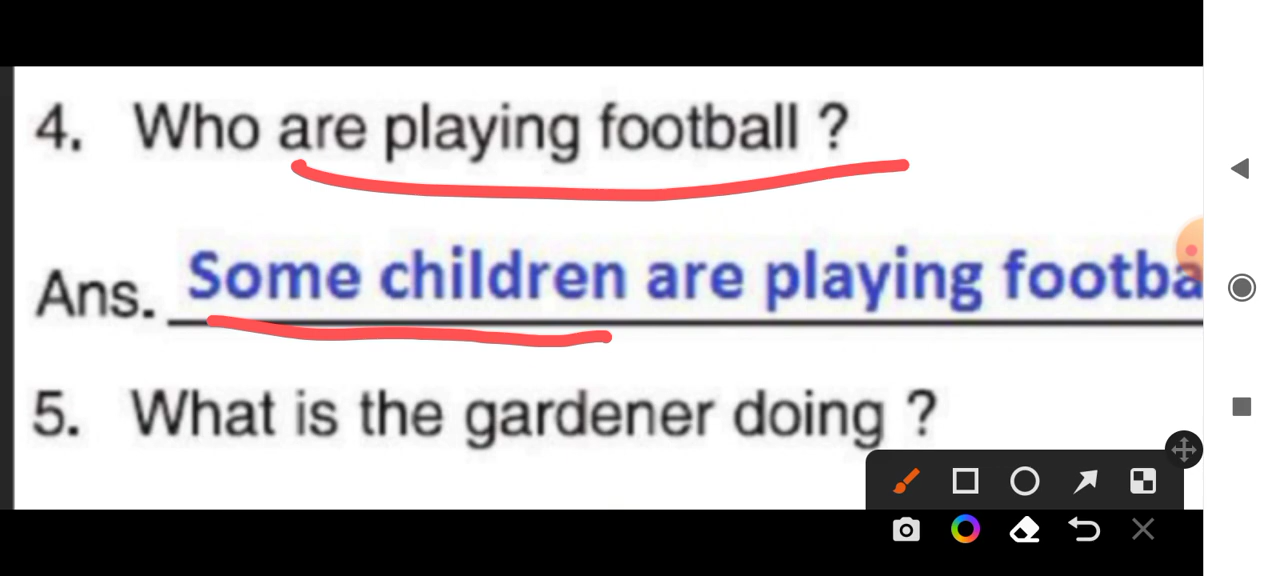 4. Who are playing football ?
Ans. Some children are playing footba
5. What is the gardener doing ?